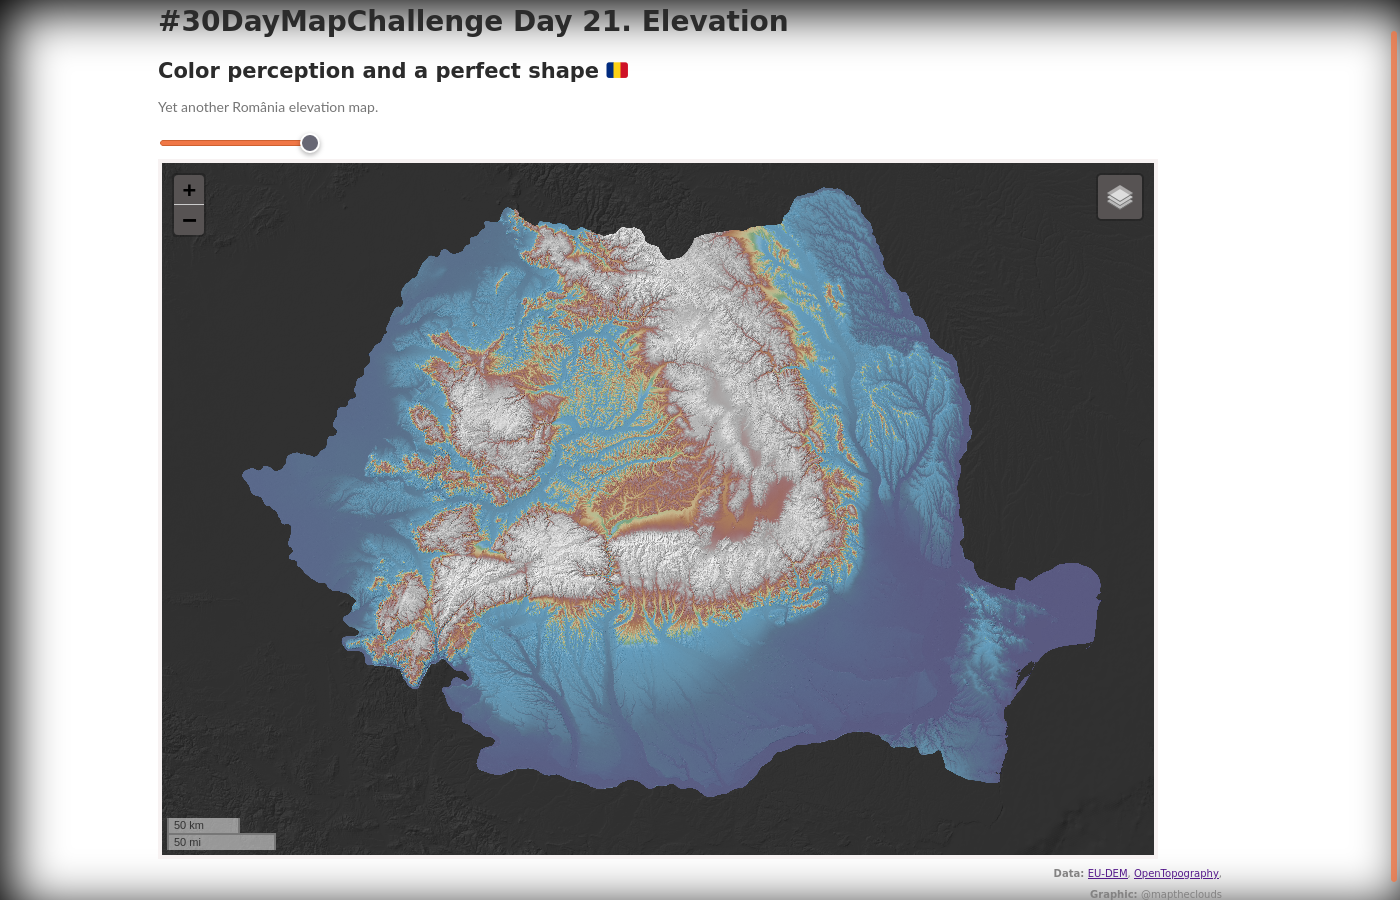 #30DayMapChallenge Day 21. Elevation
Color perception and a perfect shape 🇷🇴
Yet another România elevation map.
+
−
50 km
50 mi
Data: EU-DEM, OpenTopography,
Graphic: @maptheclouds